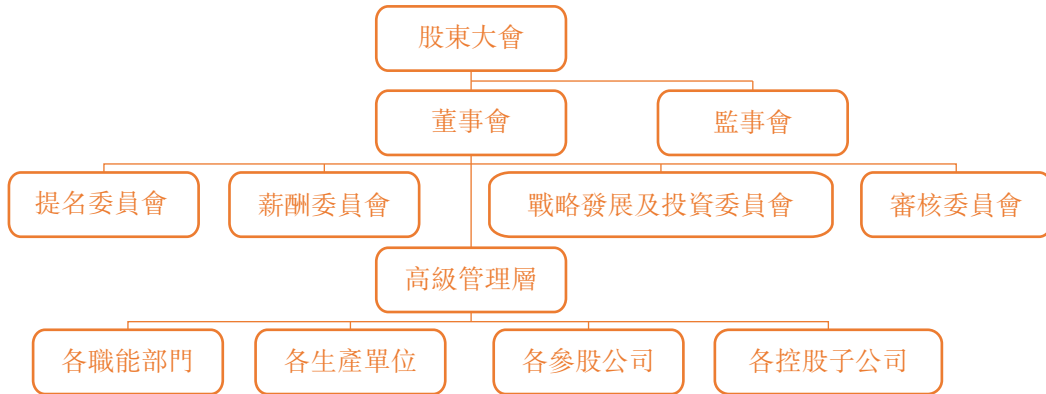 股東大會
董事會
監事會
提名委員會
薪酬委員會
戰略發展及投資委員會
審核委員會
高級管理層
各職能部門
各生產單位
各參股公司
各控股子公司